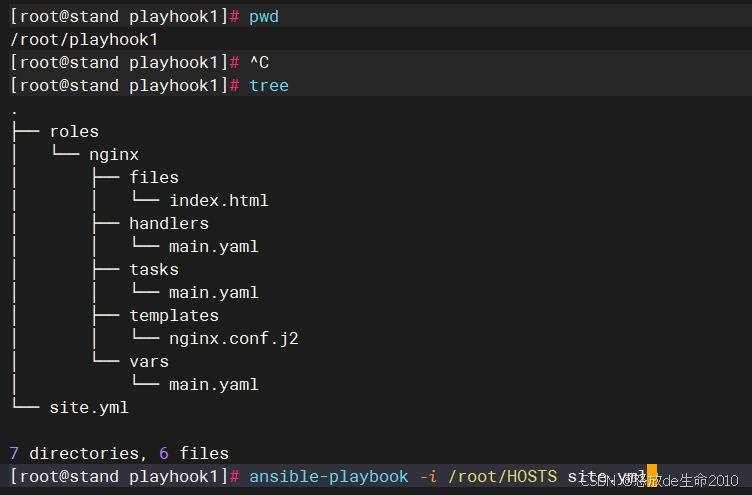 [root@stand playhook1]# pwd
/root/playhook1
[root@stand playhook1]# ^C
[root@stand playhook1]# tree
.
├── roles
│   └── nginx
│       ├── files
│       │   └── index.html
│       ├── handlers
│       │   └── main.yaml
│       ├── tasks
│       │   └── main.yaml
│       ├── templates
│       │   └── nginx.conf.j2
│       └── vars
│           └── main.yaml
└── site.yml
7 directories, 6 files
[root@stand playhook1]# ansible-playbook -i /root/HOSTS site.yml
CSDN de生命2010